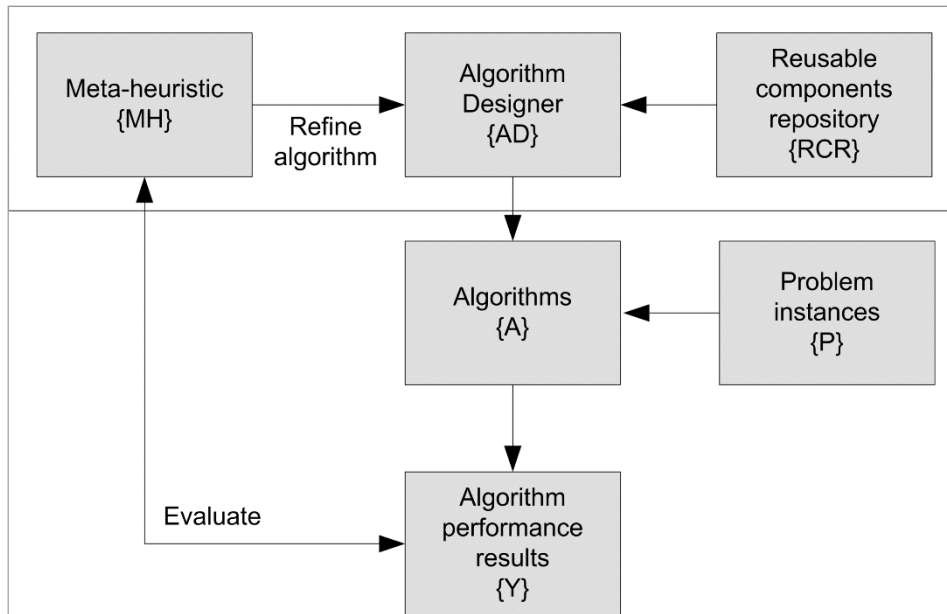 Meta-heuristic
{MH}
Refine
algorithm
Algorithm
Designer
{AD}
Reusable
components
repository
{RCR}
Algorithms
{A}
Problem
instances
{P}
Evaluate
Algorithm
performance
results
{Y}